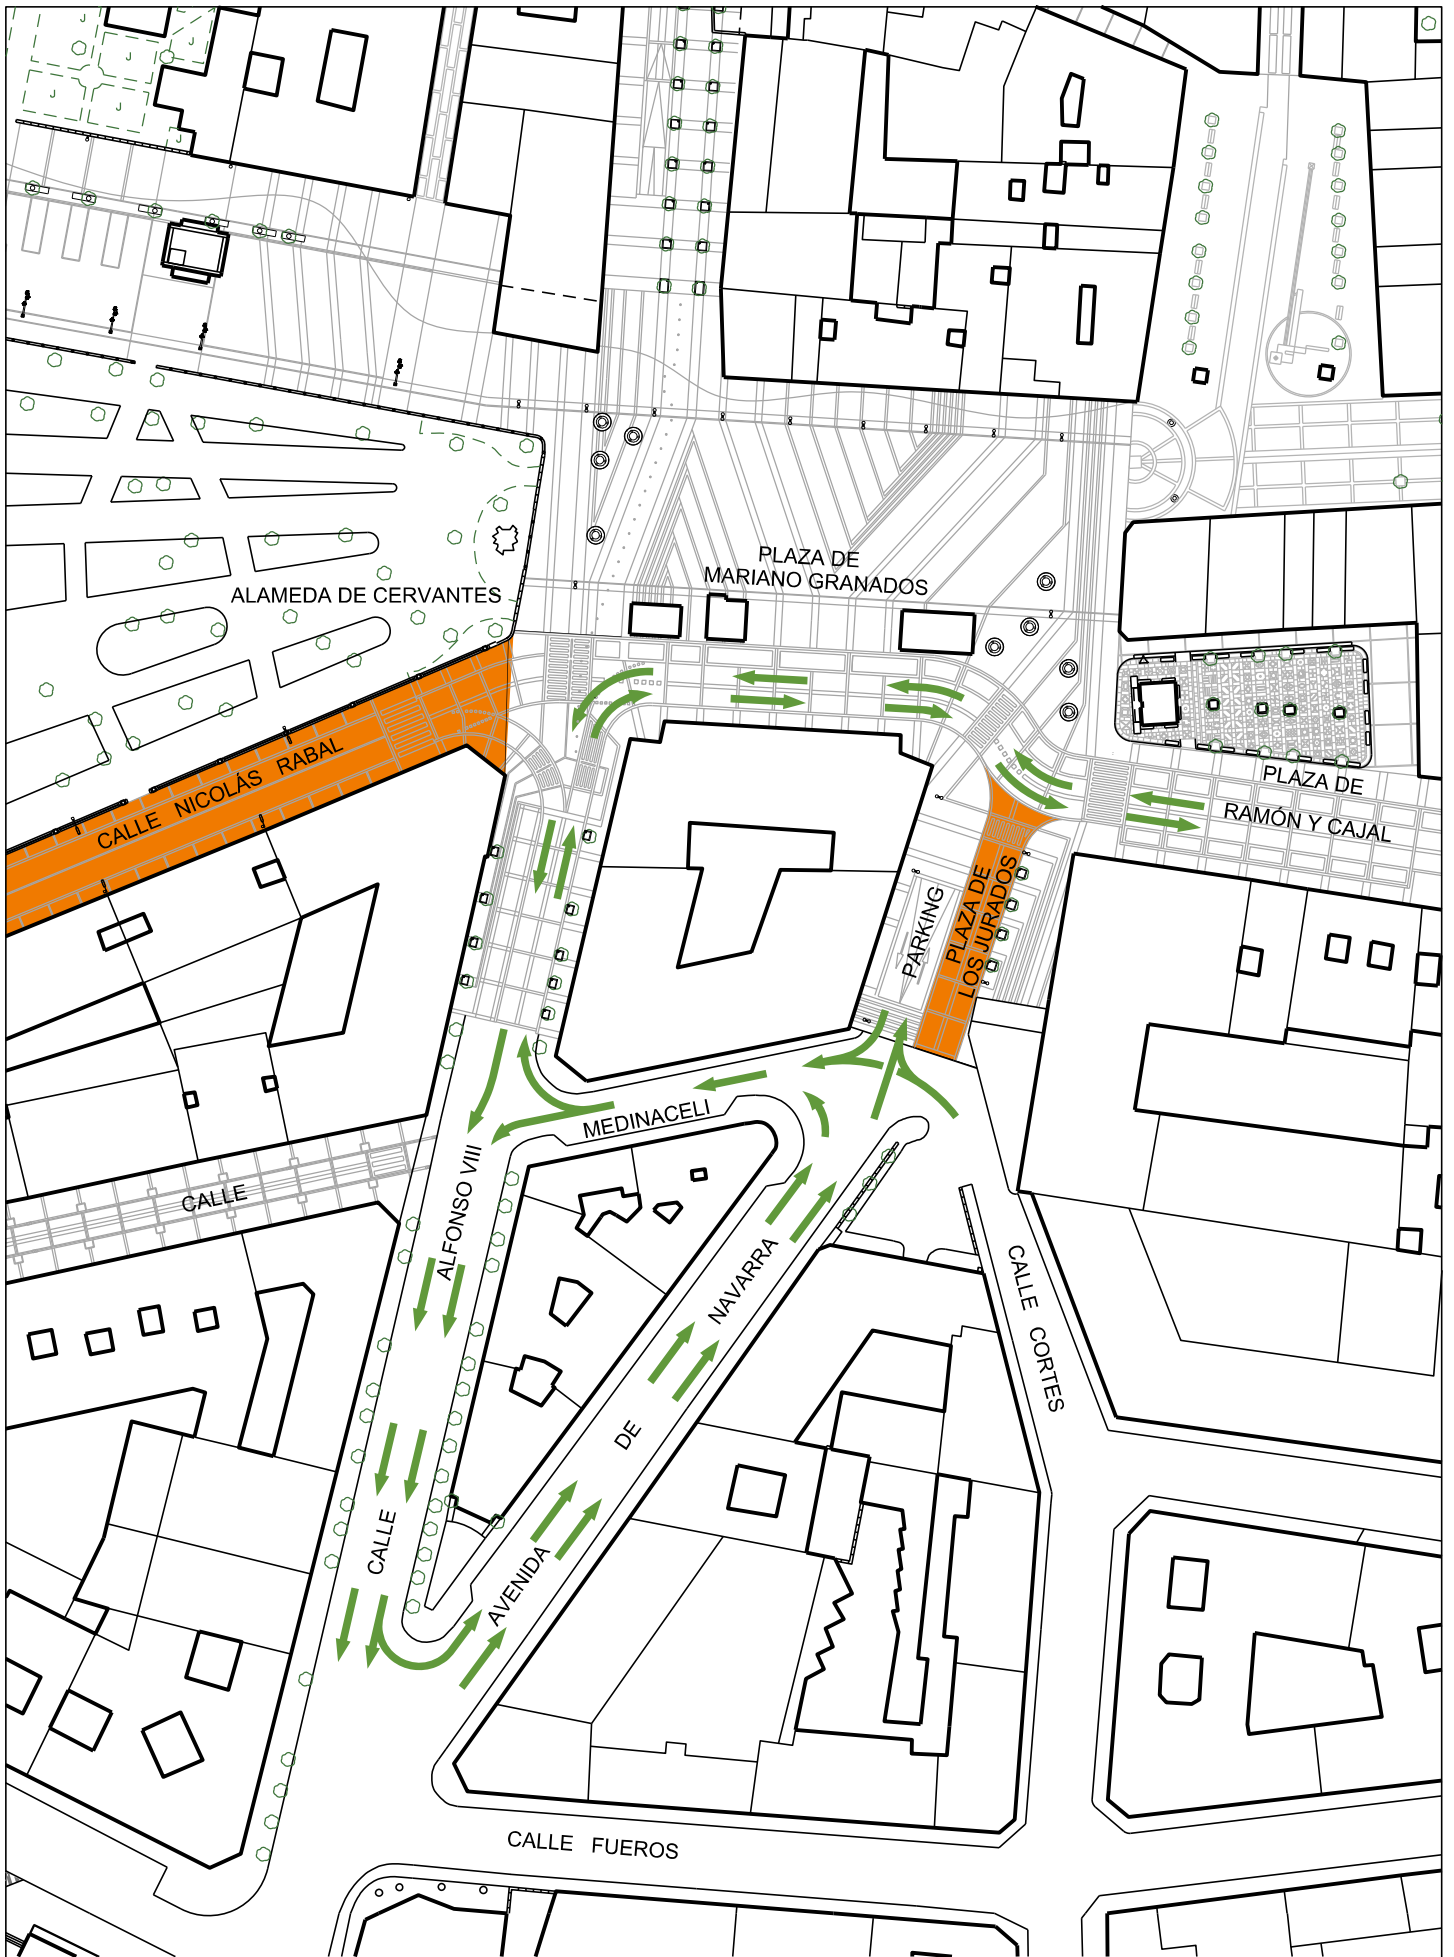 PLAZA DE
MARIANO GRANADOS
ALAMEDA DE CERVANTES
CALLE NICOLÁS RABAL
PLAZA DE
RAMÓN Y CAJAL
PARKING
PLAZA DE
LOS JURADOS
CALLE MEDINACELI
CALLE ALFONSO VIII
AVENIDA DE NAVARRA
CALLE CORTES
CALLE FUEROS
J
J
J
J
J
J